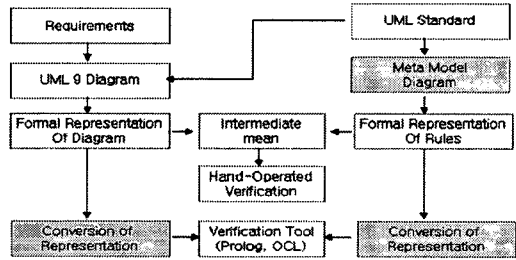 Requirements
UML Standard
UML 9 Diagram
Meta Model
Diagram
Formal Representation
Of Diagram
Intermediate
mean
Formal Representation
Of Rules
Hand-Operated
Verification
Conversion of
Representation
Verification Tool
(Prolog, OCL)
Conversion of
Representation